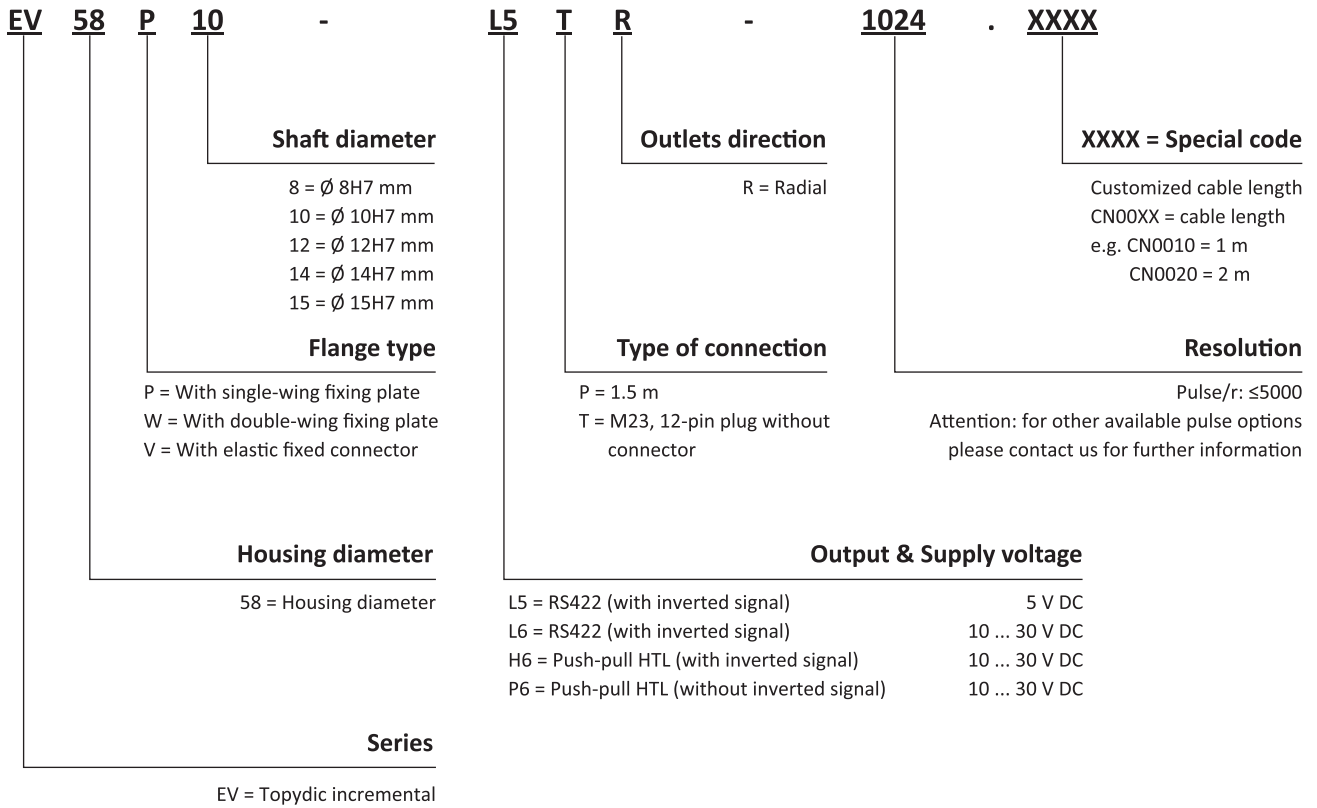 EV 58 P 10 - L5 T R - 1024 . XXXX
Shaft diameter
8 = Ø 8H7 mm
10 = Ø 10H7 mm
12 = Ø 12H7 mm
14 = Ø 14H7 mm
15 = Ø 15H7 mm
Flange type
P = With single-wing fixing plate
W = With double-wing fixing plate
V = With elastic fixed connector
Housing diameter
58 = Housing diameter
Series
EV = Topydic incremental
Outlets direction
R = Radial
Type of connection
P = 1.5 m
T = M23, 12-pin plug without
connector
XXXX = Special code
Customized cable length
CN00XX = cable length
e.g. CN0010 = 1 m
CN0020 = 2 m
Resolution
Pulse/r: ≤5000
Attention: for other available pulse options
please contact us for further information
Output & Supply voltage
L5 = RS422 (with inverted signal) 5 V DC
L6 = RS422 (with inverted signal) 10 ... 30 V DC
H6 = Push-pull HTL (with inverted signal) 10 ... 30 V DC
P6 = Push-pull HTL (without inverted signal) 10 ... 30 V DC